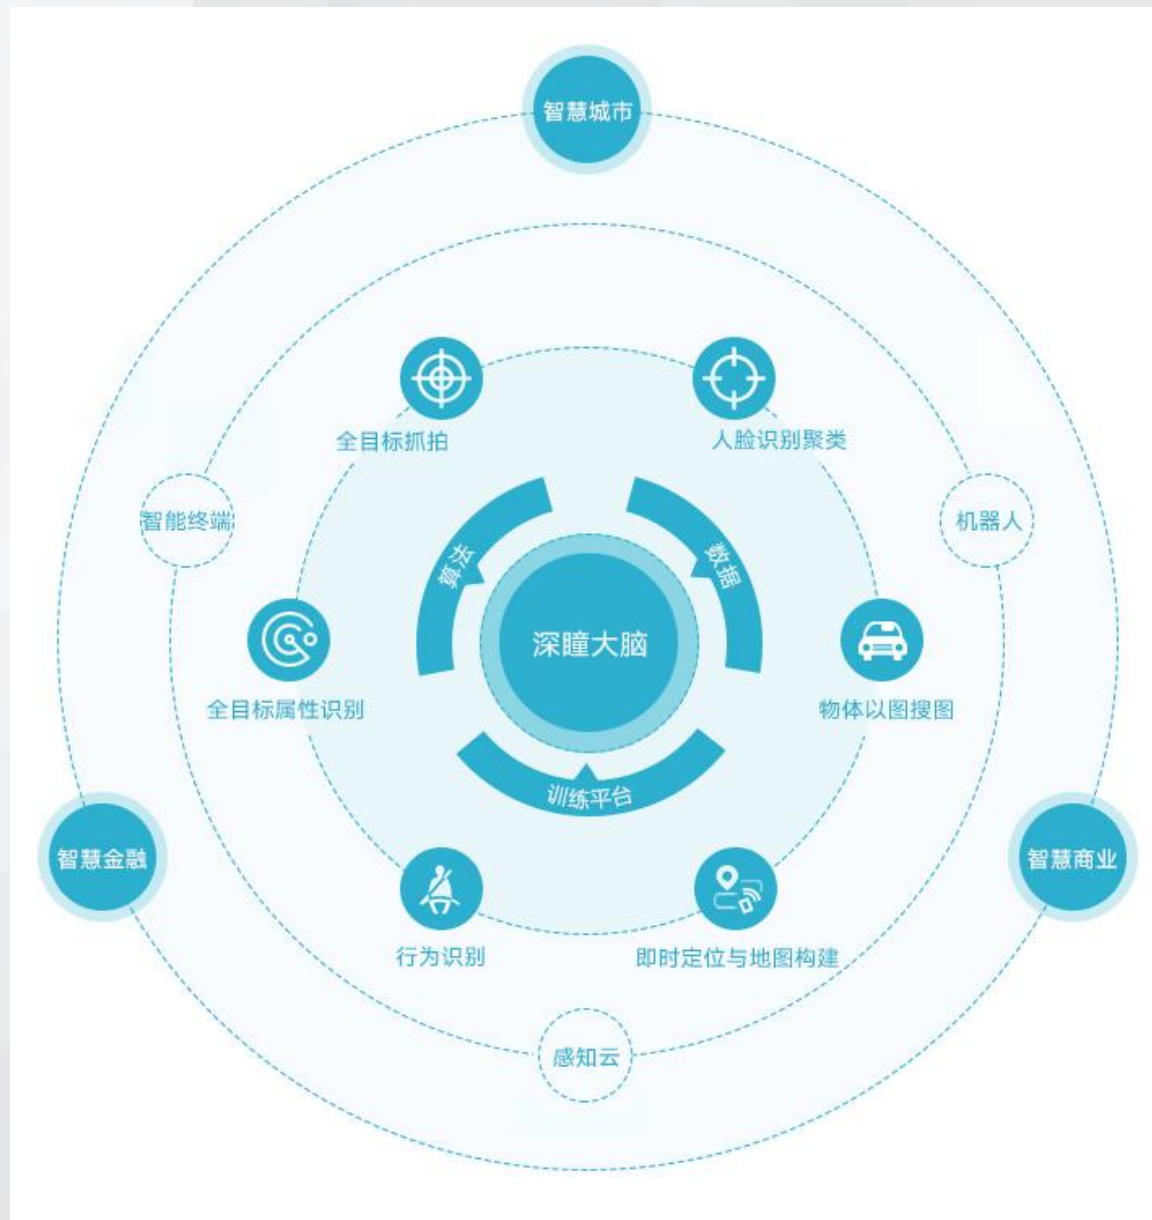 智慧城市
全目标抓拍
人脸识别聚类
智能终端
机器人
算法
数据
深瞳大脑
全目标属性识别
物体以图搜图
训练平台
智慧金融
智慧商业
行为识别
即时定位与地图构建
感知云